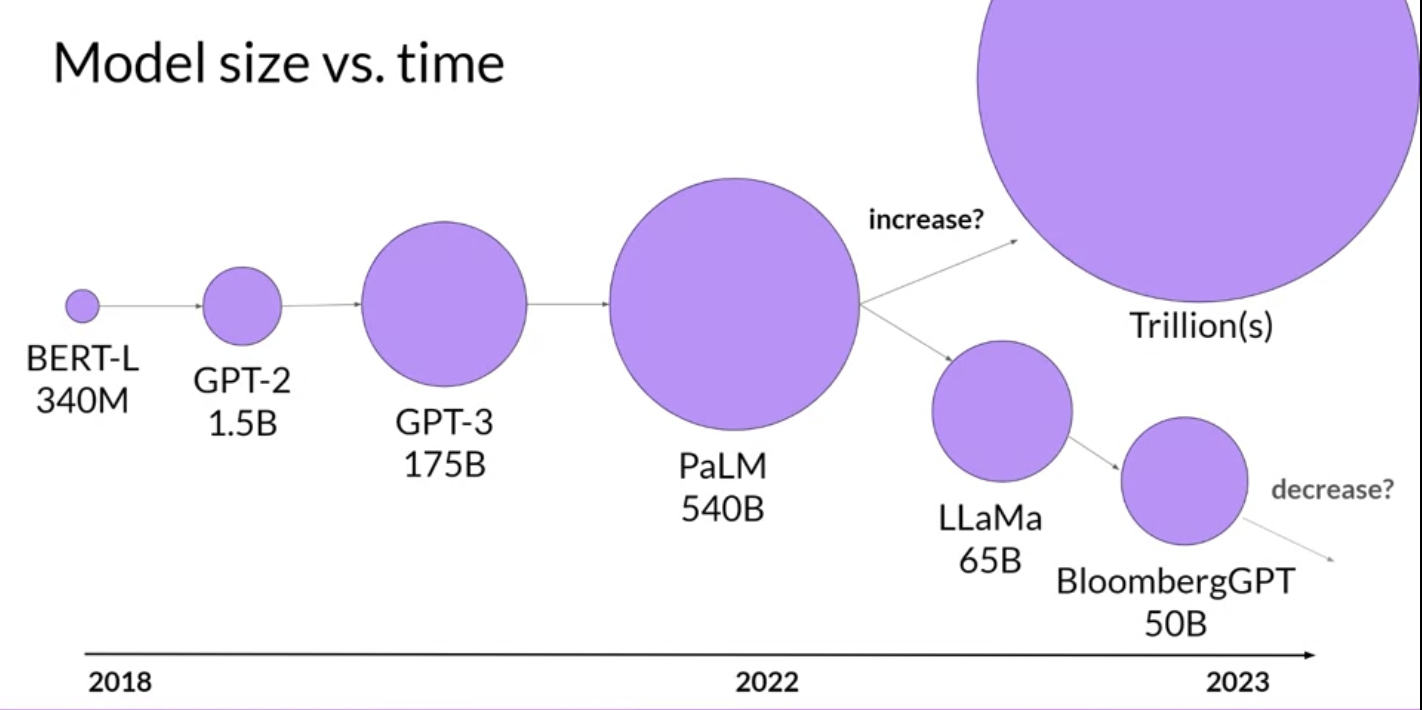 Model size vs. time
increase?
Trillion(s)
BERT-L
340M
GPT-2
1.5B
GPT-3
175B
PaLM
540B
LLaMa
65B
decrease?
BloombergGPT
50B
2018
2022
2023